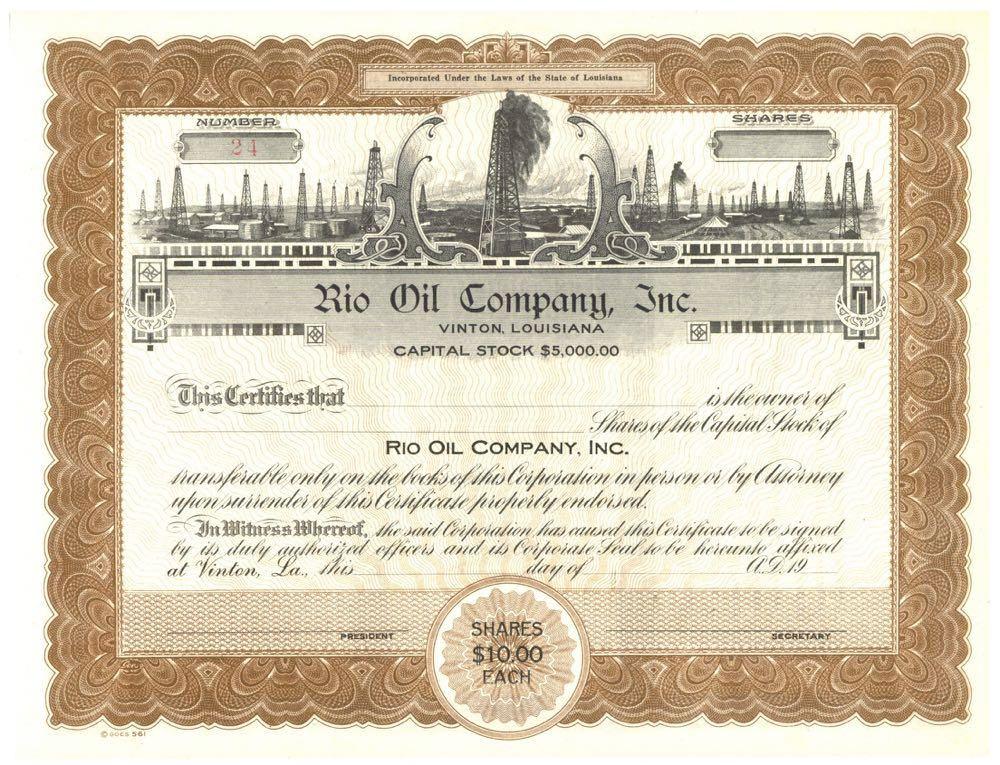 Incorporated Under the Laws of the State of Louisiana
NUMBER
24
SHARES
Rio Oil Company, Inc.
VINTON, LOUISIANA
CAPITAL STOCK $5,000.00
This Certifies that is the owner of
Shares of the Capital Stock of
RIO OIL COMPANY, INC.
transferable only on the books of this Corporation in person or by Attorney
upon surrender of this Certificate properly endorsed.
In Witness Whereof, the said Corporation has caused this Certificate to be signed
by its duly authorized officers and its Corporate Seal to be hereunto affixed
at Vinton, La., this day of A.D. 19
PRESIDENT
SHARES
$10.00
EACH
SECRETARY
© GOES 561